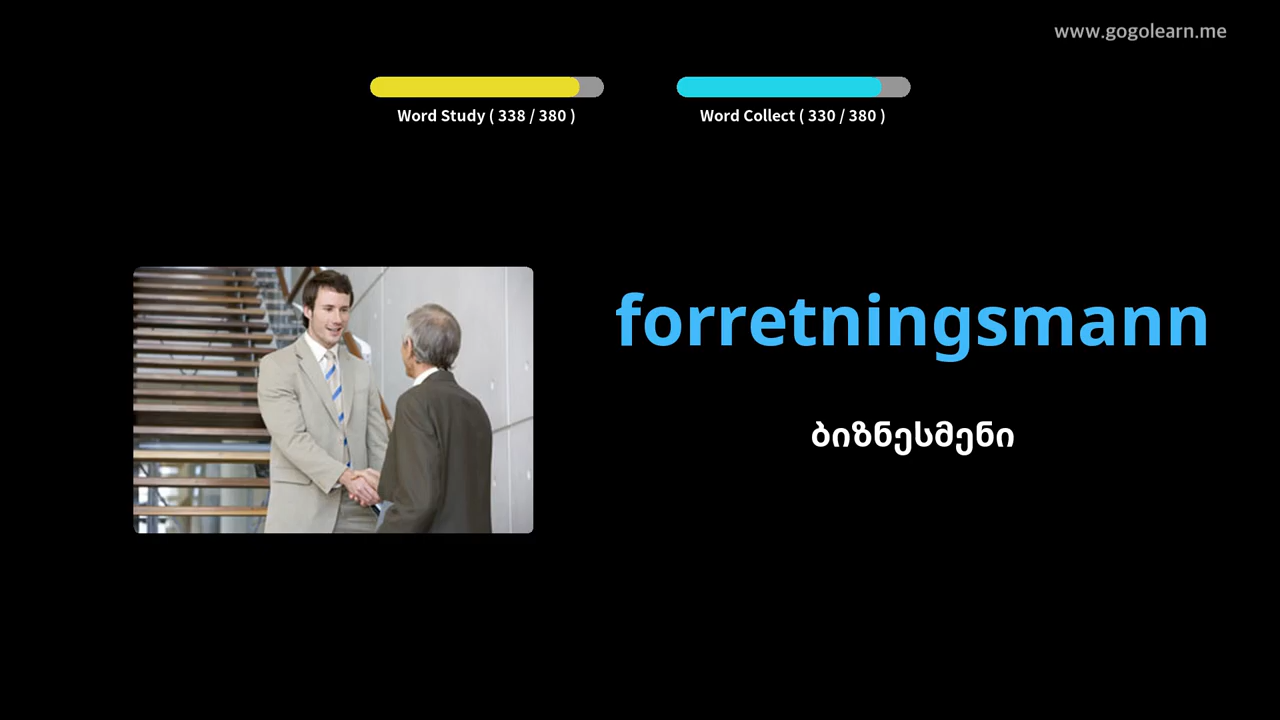 www.gogolearn.me
Word Study ( 338 / 380 )
Word Collect ( 330 / 380 )
forretningsmann
ბიზნესმენი